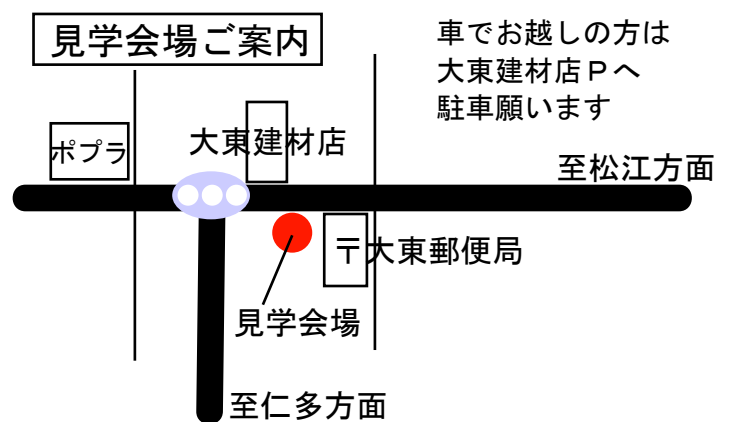 見学会場ご案内
車でお越しの方は
大東建材店Ｐへ
駐車願います
ポプラ
大東建材店
至松江方面
〒大東郵便局
見学会場
至仁多方面